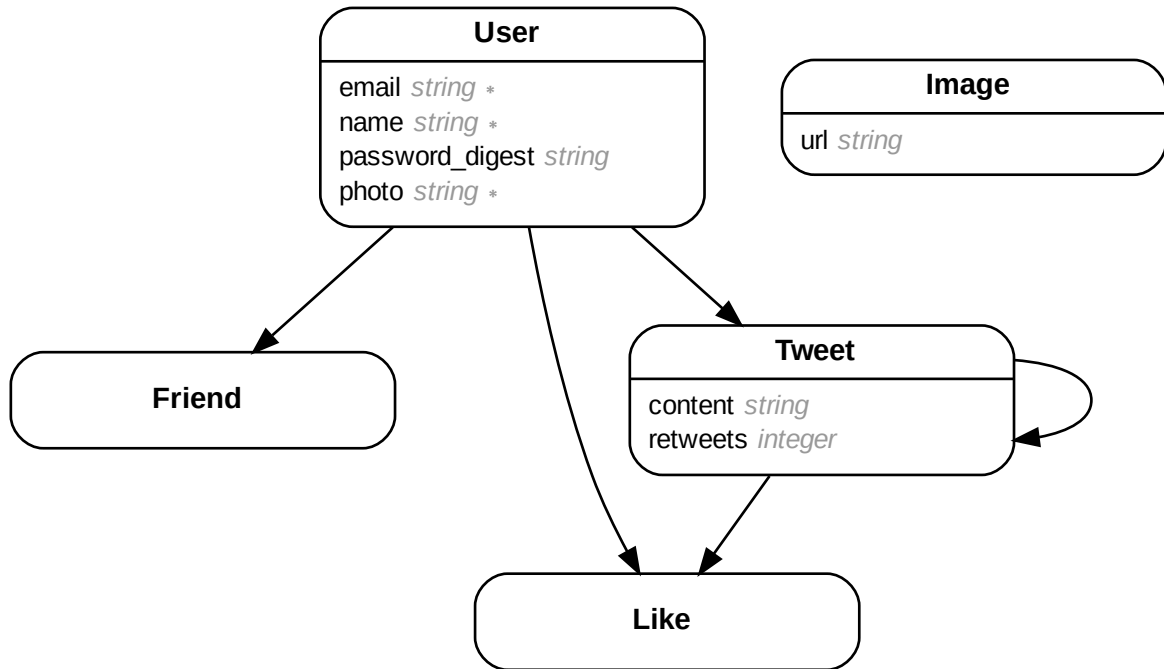 User
email string *
name string *
password_digest string
photo string *
Image
url string
Friend
Tweet
content string
retweets integer
Like